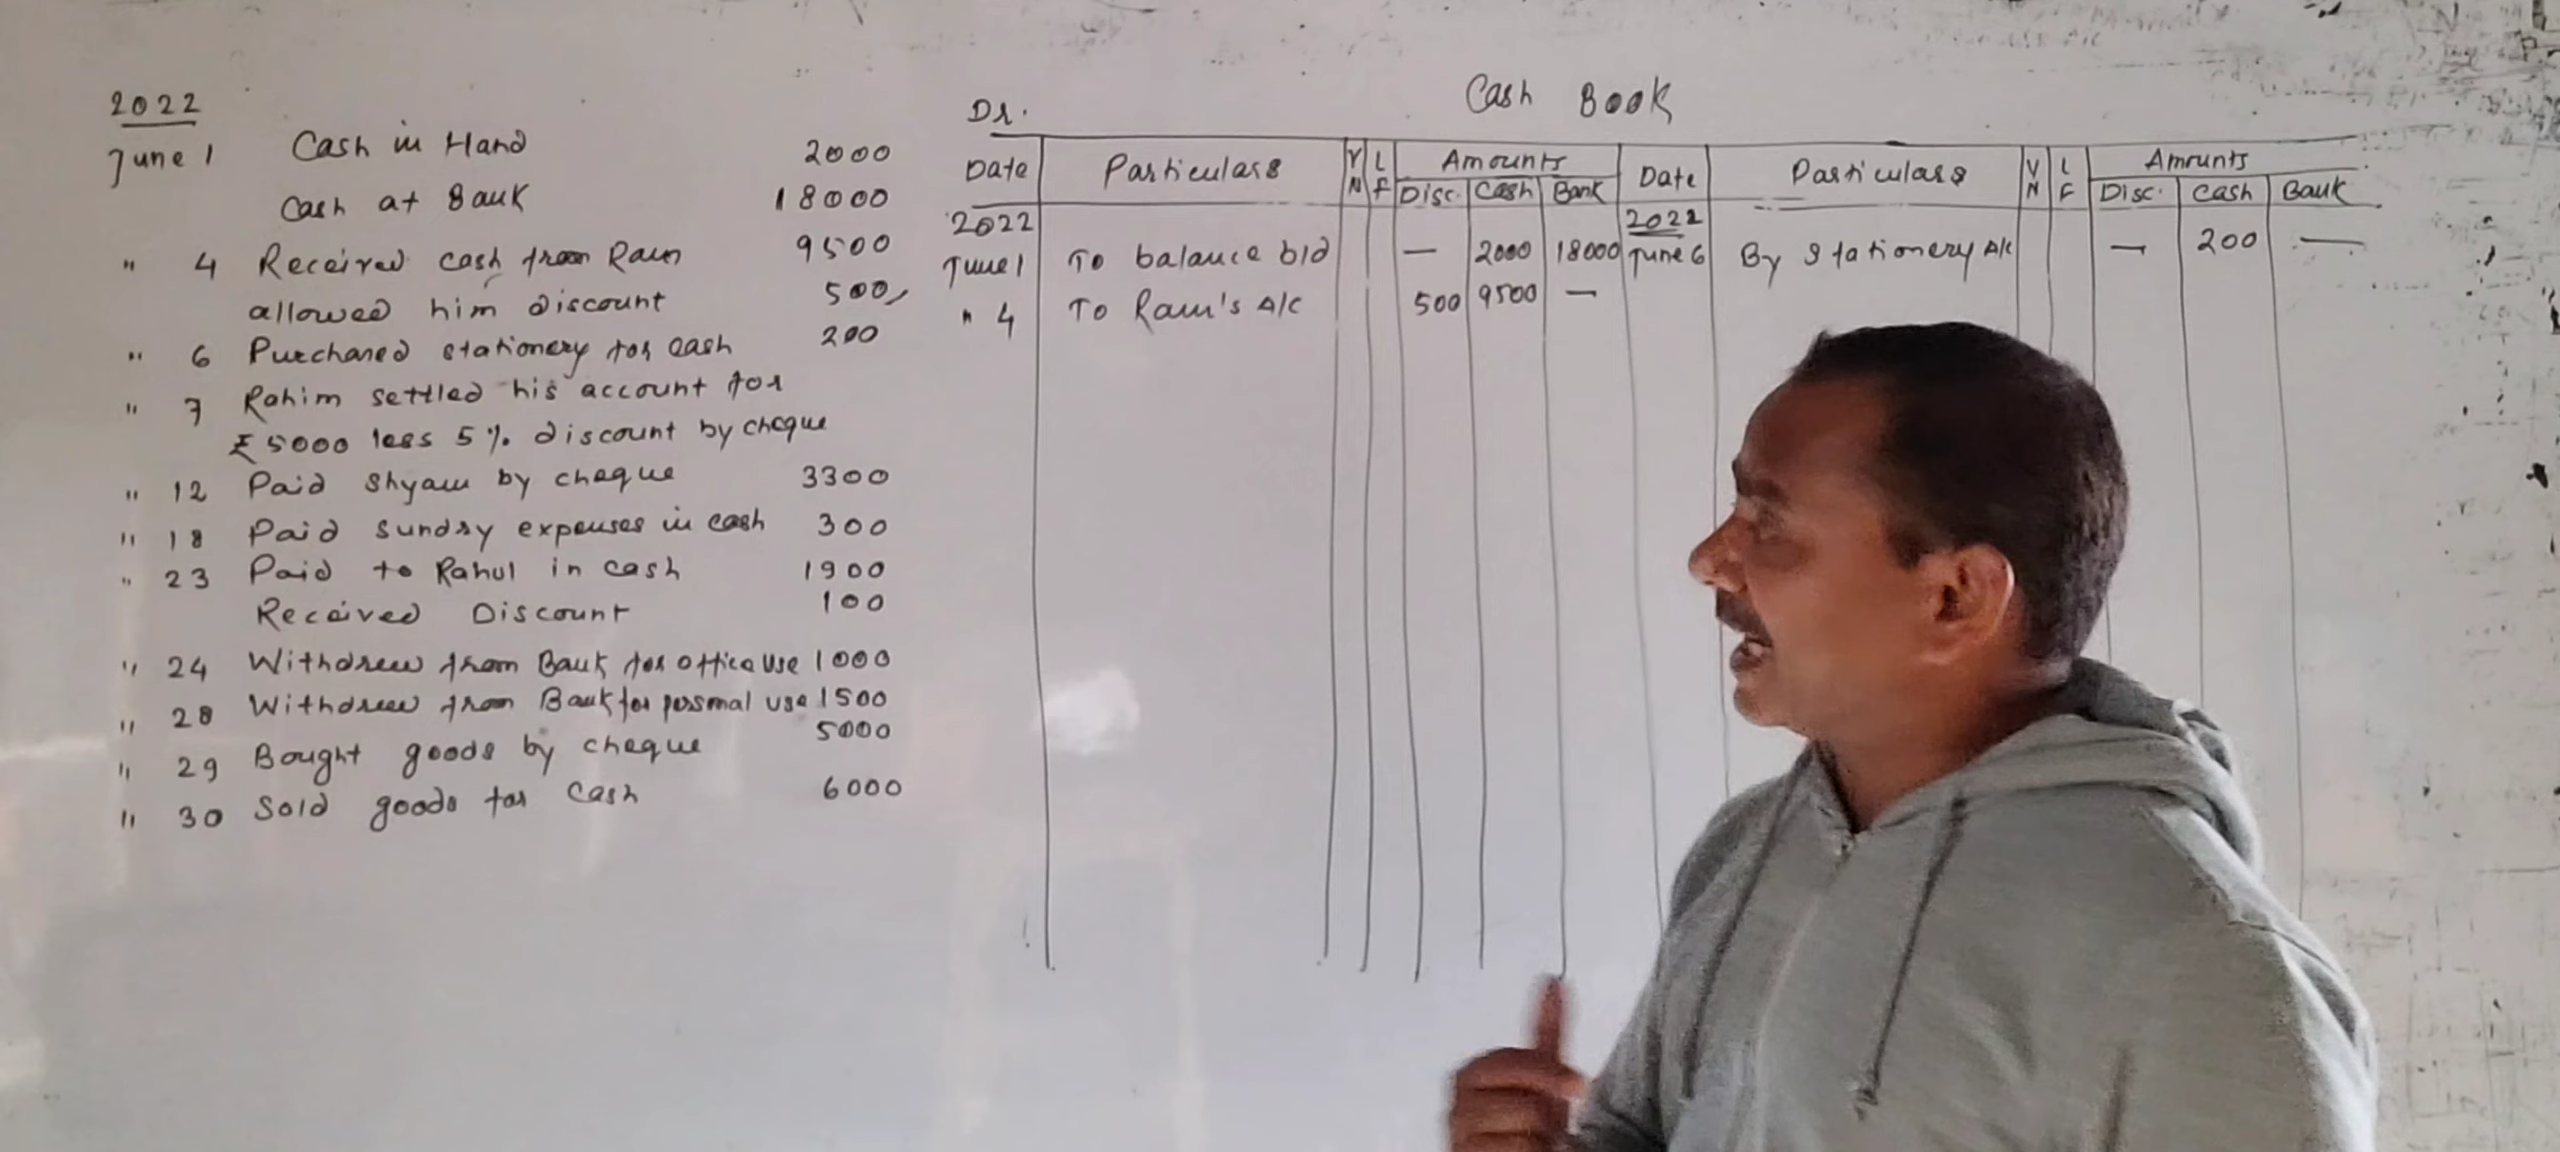 2022
June 1 Cash in Hand 2000
Cash at Bank 18000
" 4 Received cash from Ram 9500
allowed him discount 500
" 6 Purchased stationery for cash 200
" 7 Rahim settled his account for
₹ 5000 less 5% discount by cheque
" 12 Paid Shyam by cheque 3300
" 18 Paid sundry expenses in cash 300
" 23 Paid to Rahul in cash 1900
Received Discount 100
" 24 Withdrew from Bank for office use 1000
" 28 Withdrew from Bank for personal use 1500
" 29 Bought goods by cheque 5000
" 30 Sold goods for cash 6000
Dr. Cash Book
Date Particulars VN LF Amounts Date Particulars VN LF Amounts
Disc. Cash Bank Disc. Cash Bank
2022 2022
June 1 To balance b/d — 2000 18000 June 6 By Stationery A/c — 200 —
" 4 To Ram's A/c 500 9500 —